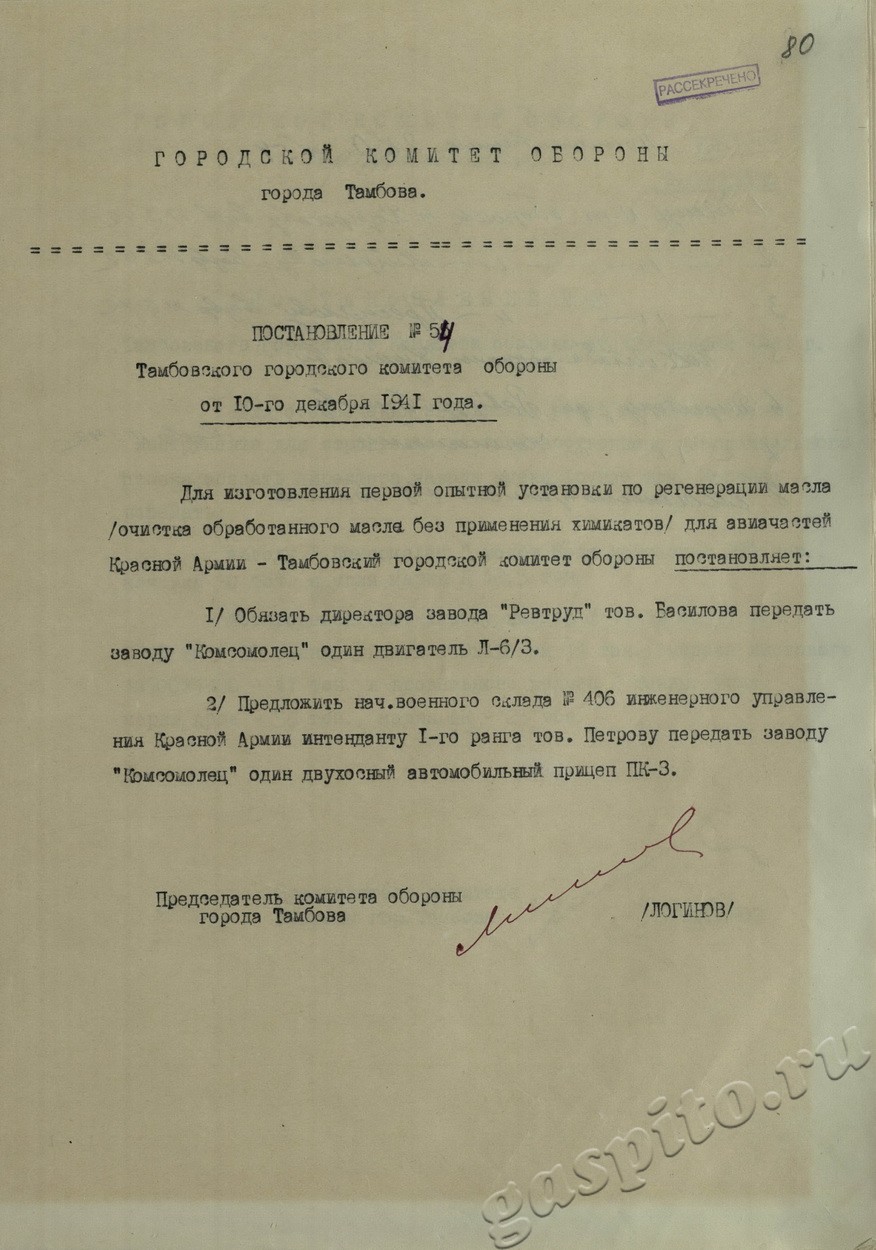 80
РАССЕКРЕЧЕНО
ГОРОДСКОЙ КОМИТЕТ ОБОРОНЫ
города Тамбова.
ПОСТАНОВЛЕНИЕ № 54
Тамбовского городского комитета обороны
от 10-го декабря 1941 года.
Для изготовления первой опытной установки по регенерации масла
/очистка обработанного масла без применения химикатов/ для авиачастей
Красной Армии - Тамбовский городской комитет обороны постановляет:
1/ Обязать директора завода "Ревтруд" тов. Басилова передать
заводу "Комсомолец" один двигатель Л-6/3.
2/ Предложить нач.военного склада № 406 инженерного управле-
ния Красной Армии интенданту I-го ранга тов. Петрову передать заводу
"Комсомолец" один двухосный автомобильный прицеп ПК-3.
Председатель комитета обороны
города Тамбова
/ЛОГИНОВ/
gaspito.ru